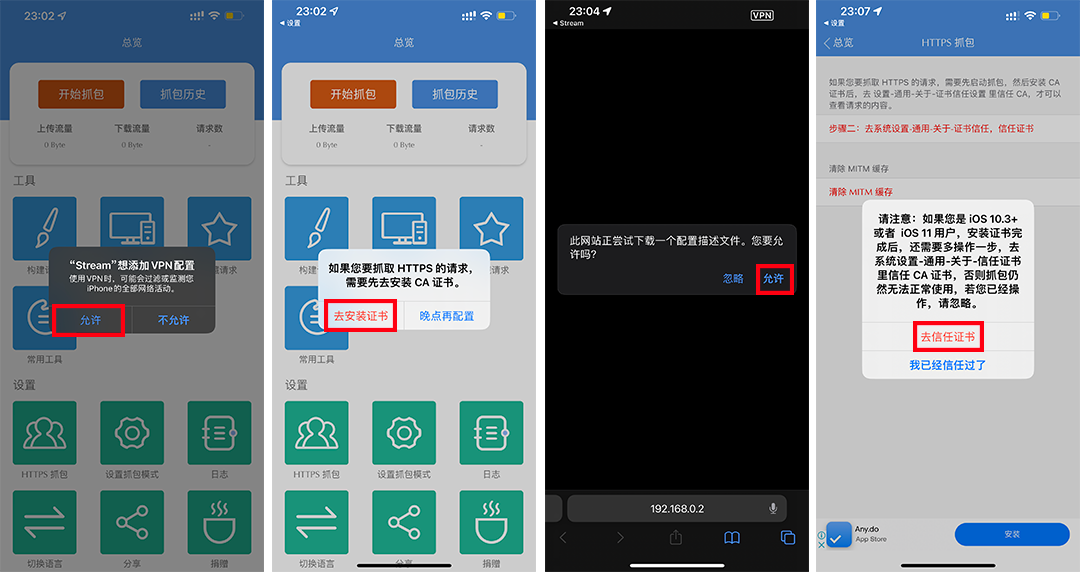 23:02
总览
开始抓包
抓包历史
上传流量
下载流量
请求数
0 Byte
0 Byte
-
工具
“Stream”想添加 VPN 配置
使用 VPN 时，可能会过滤或监测您
iPhone的全部网络活动。
允许
不允许
常用工具
设置
HTTPS 抓包
设置抓包模式
日志
切换语言
分享
捐赠
23:02
设置
总览
开始抓包
抓包历史
上传流量
下载流量
请求数
0 Byte
0 Byte
-
工具
如果您要抓取 HTTPS 的请求，
需要先去安装 CA 证书。
去安装证书
晚点再配置
常用工具
设置
HTTPS 抓包
设置抓包模式
日志
切换语言
分享
捐赠
23:04
VPN
Stream
此网站正尝试下载一个配置描述文件。您要允
许吗？
忽略
允许
192.168.0.2
23:07
设置
总览
HTTPS 抓包
如果您要抓取 HTTPS 的请求，需要先启动抓包，然后安装 CA
证书后，去 设置-通用-关于-证书信任设置 里信任 CA，才可以
查看请求的内容。
步骤二：去系统设置-通用-关于-证书信任，信任证书
清除 MITM 缓存
清除 MITM 缓存
请注意：如果您是 iOS 10.3+
或者 iOS 11 用户，安装证书完
成后，还需要多操作一步，去
系统设置-通用-关于-信任证书
里信任 CA 证书，否则抓包仍
然无法正常使用，若您已经操
作，请忽略。
去信任证书
我已经信任过了
Any.do
App Store
安装